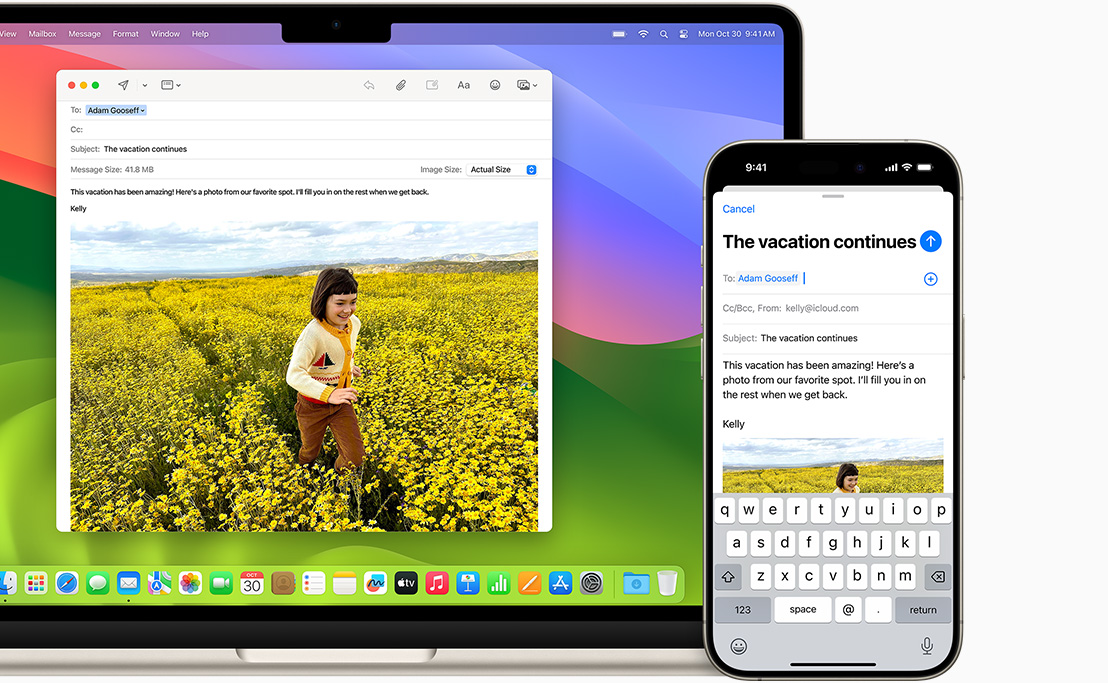 View Mailbox Message Format Window Help
Mon Oct 30 9:41 AM
Aa
To: Adam Gooseff
Cc:
Subject: The vacation continues
Message Size: 41.8 MB
Image Size: Actual Size
This vacation has been amazing! Here's a photo from our favorite spot. I'll fill you in on the rest when we get back.
Kelly
OCT
30
tv
9:41
Cancel
The vacation continues
To: Adam Gooseff
Cc/Bcc, From: kelly@icloud.com
Subject: The vacation continues
This vacation has been amazing! Here's a
photo from our favorite spot. I'll fill you in on
the rest when we get back.
Kelly
q w e r t y u i o p
a s d f g h j k l
z x c v b n m
123 space @ . return